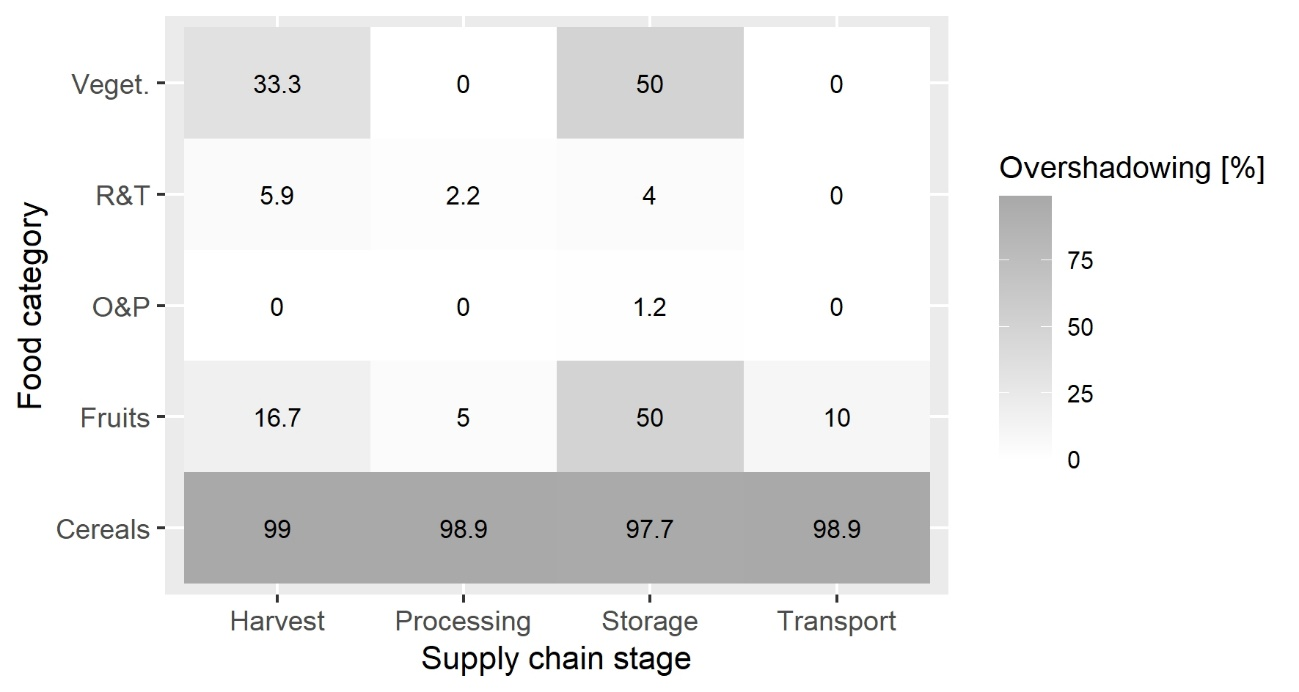 Food category
Veget. 33.3 0 50 0
R&T 5.9 2.2 4 0
O&P 0 0 1.2 0
Fruits 16.7 5 50 10
Cereals 99 98.9 97.7 98.9
Harvest Processing Storage Transport
Supply chain stage
Overshadowing [%]
75
50
25
0